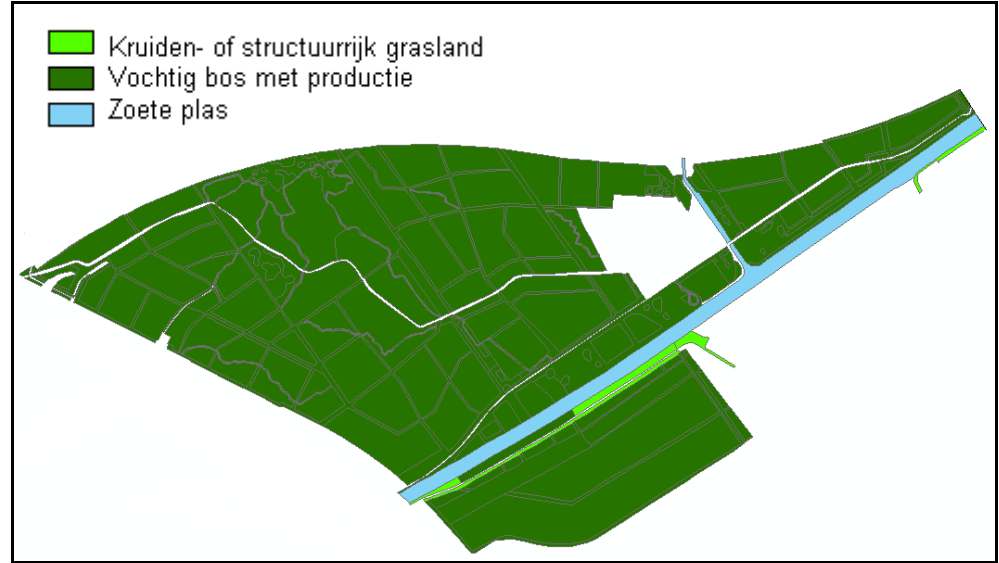 Kruiden- of structuurrijk grasland
Vochtig bos met productie
Zoete plas